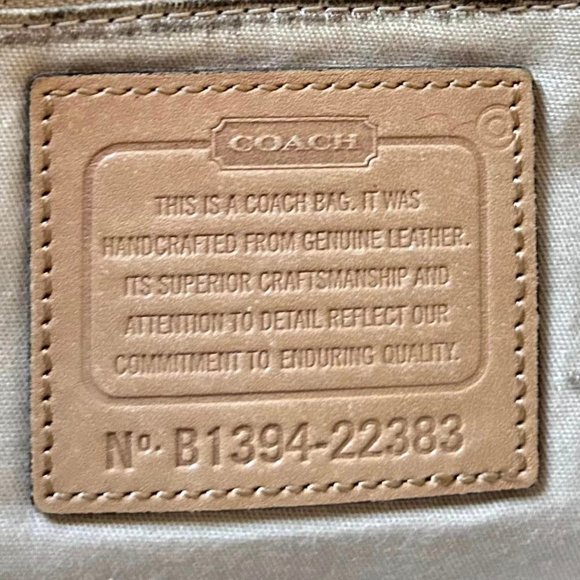 COACH
THIS IS A COACH BAG. IT WAS
HANDCRAFTED FROM GENUINE LEATHER.
ITS SUPERIOR CRAFTSMANSHIP AND
ATTENTION TO DETAIL REFLECT OUR
COMMITMENT TO ENDURING QUALITY.
No. B1394-22383